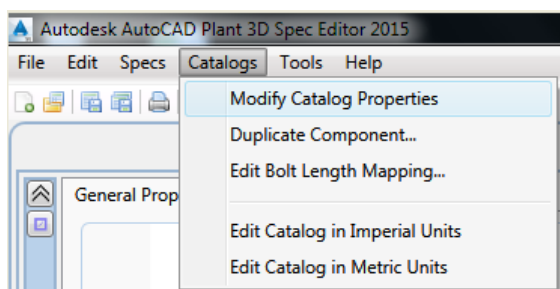 Autodesk AutoCAD Plant 3D Spec Editor 2015
File Edit Specs Catalogs Tools Help
Modify Catalog Properties
Duplicate Component...
Edit Bolt Length Mapping...
General Prop
Edit Catalog in Imperial Units
Edit Catalog in Metric Units